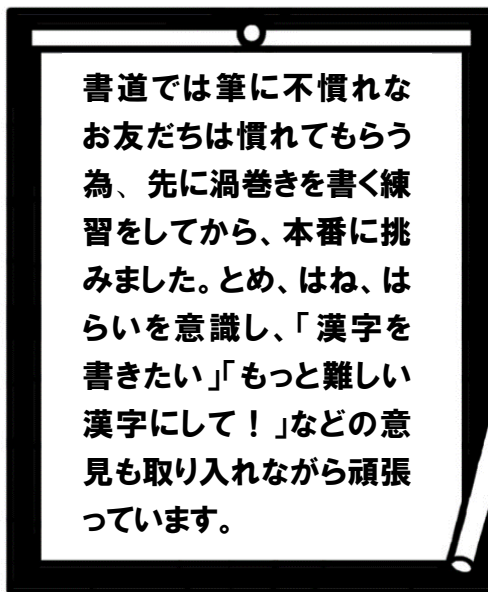 書道では筆に不慣れな
お友だちは慣れてもらう
為、先に渦巻きを書く練
習をしてから、本番に挑
みました。とめ、はね、は
らいを意識し、「漢字を
書きたい」「もっと難しい
漢字にして！」などの意
見も取り入れながら頑張
っています。